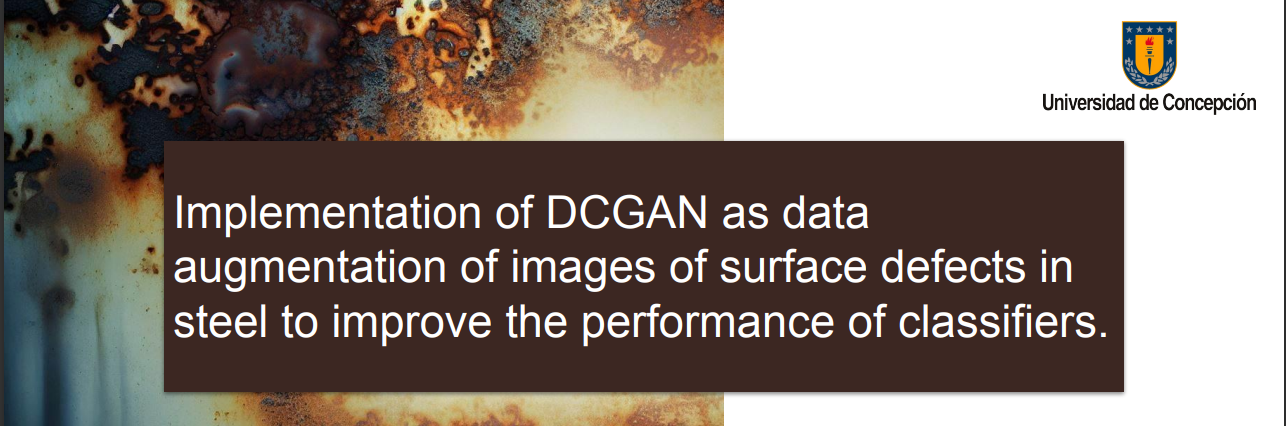 Universidad de Concepción
Implementation of DCGAN as data
augmentation of images of surface defects in
steel to improve the performance of classifiers.